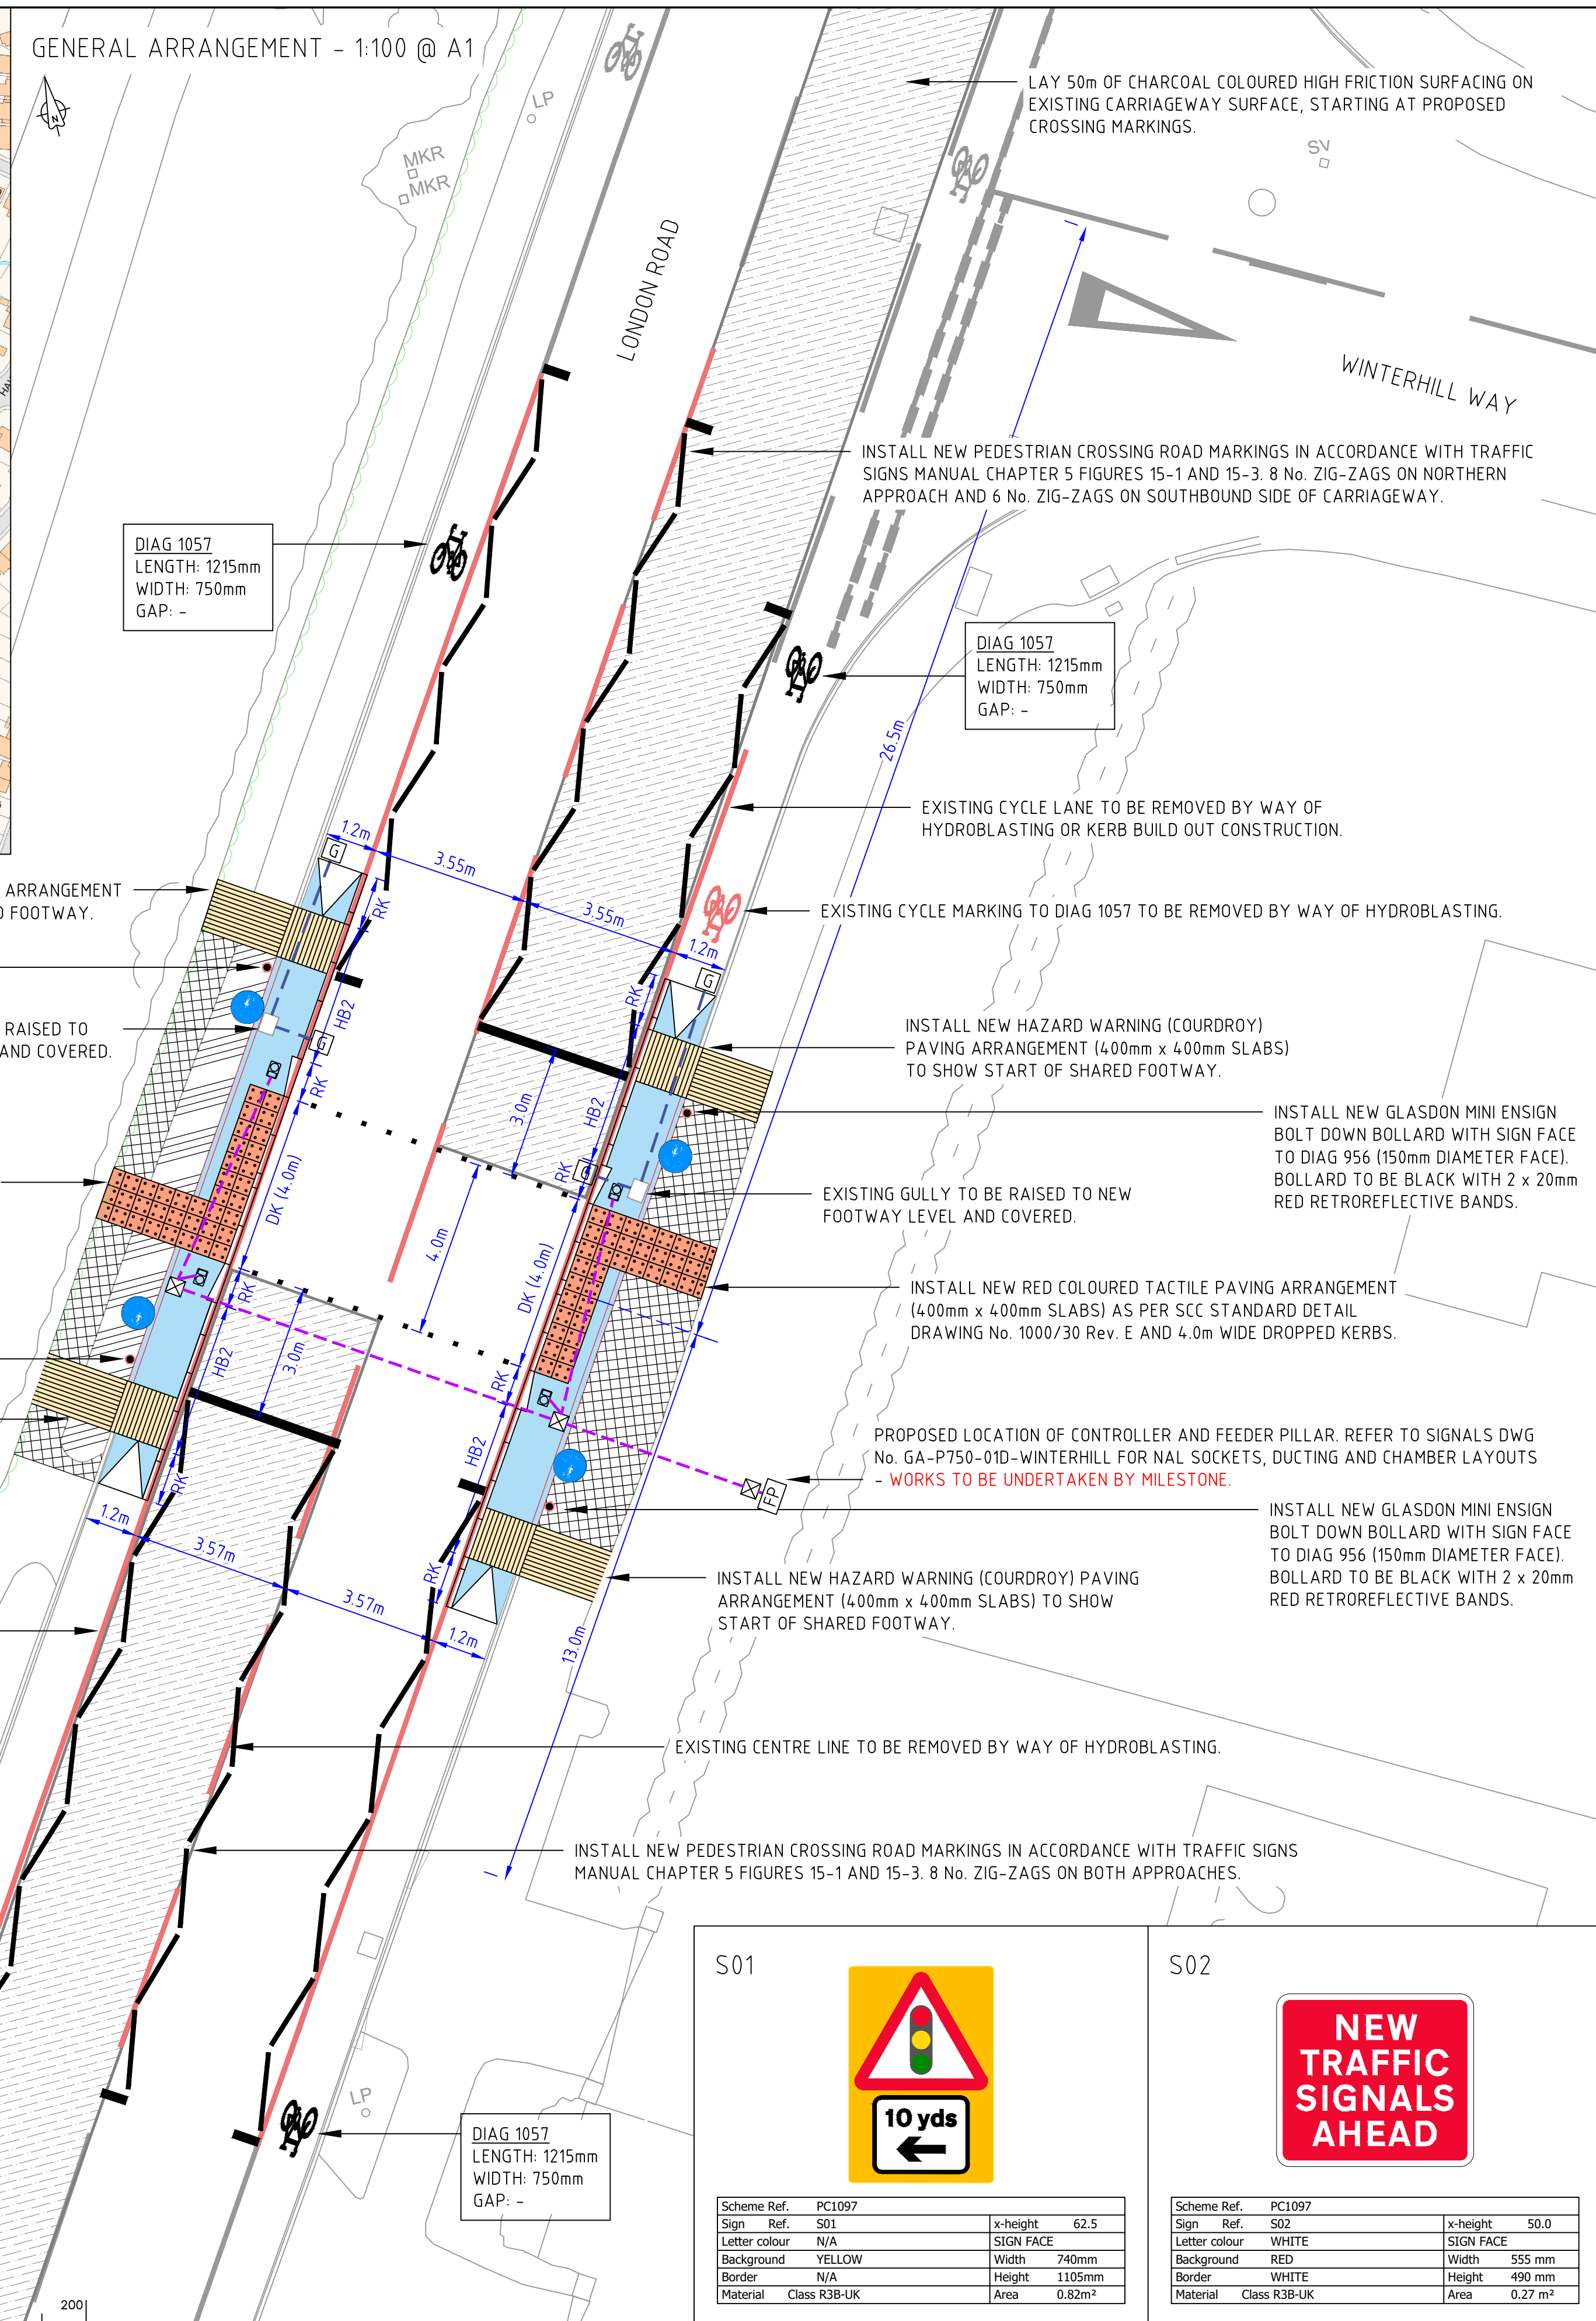 GENERAL ARRANGEMENT - 1:100 @ A1
N
LP
MKR
MKR
LONDON ROAD
LAY 50m OF CHARCOAL COLOURED HIGH FRICTION SURFACING ON
EXISTING CARRIAGEWAY SURFACE, STARTING AT PROPOSED
CROSSING MARKINGS.
SV
WINTERHILL WAY
INSTALL NEW PEDESTRIAN CROSSING ROAD MARKINGS IN ACCORDANCE WITH TRAFFIC
SIGNS MANUAL CHAPTER 5 FIGURES 15-1 AND 15-3. 8 No. ZIG-ZAGS ON NORTHERN
APPROACH AND 6 No. ZIG-ZAGS ON SOUTHBOUND SIDE OF CARRIAGEWAY.
DIAG 1057
LENGTH: 1215mm
WIDTH: 750mm
GAP: -
DIAG 1057
LENGTH: 1215mm
WIDTH: 750mm
GAP: -
26.5m
EXISTING CYCLE LANE TO BE REMOVED BY WAY OF
HYDROBLASTING OR KERB BUILD OUT CONSTRUCTION.
1.2m
3.55m
3.55m
1.2m
G
RK
ARRANGEMENT
O FOOTWAY.
EXISTING CYCLE MARKING TO DIAG 1057 TO BE REMOVED BY WAY OF HYDROBLASTING.
G
RK
HB2
RAISED TO
AND COVERED.
G
RK
INSTALL NEW HAZARD WARNING (COURDROY)
PAVING ARRANGEMENT (400mm x 400mm SLABS)
TO SHOW START OF SHARED FOOTWAY.
3.0m
HB2
INSTALL NEW GLASDON MINI ENSIGN
BOLT DOWN BOLLARD WITH SIGN FACE
TO DIAG 956 (150mm DIAMETER FACE).
BOLLARD TO BE BLACK WITH 2 x 20mm
RED RETROREFLECTIVE BANDS.
RK
G
DK (4.0m)
EXISTING GULLY TO BE RAISED TO NEW
FOOTWAY LEVEL AND COVERED.
4.0m
DK (4.0m)
INSTALL NEW RED COLOURED TACTILE PAVING ARRANGEMENT
(400mm x 400mm SLABS) AS PER SCC STANDARD DETAIL
DRAWING No. 1000/30 Rev. E AND 4.0m WIDE DROPPED KERBS.
RK
HB2
3.0m
RK
HB2
PROPOSED LOCATION OF CONTROLLER AND FEEDER PILLAR. REFER TO SIGNALS DWG
No. GA-P750-01D-WINTERHILL FOR NAL SOCKETS, DUCTING AND CHAMBER LAYOUTS
- WORKS TO BE UNDERTAKEN BY MILESTONE.
FP
RK
1.2m
3.57m
3.57m
1.2m
RK
INSTALL NEW GLASDON MINI ENSIGN
BOLT DOWN BOLLARD WITH SIGN FACE
TO DIAG 956 (150mm DIAMETER FACE).
BOLLARD TO BE BLACK WITH 2 x 20mm
RED RETROREFLECTIVE BANDS.
INSTALL NEW HAZARD WARNING (COURDROY) PAVING
ARRANGEMENT (400mm x 400mm SLABS) TO SHOW
START OF SHARED FOOTWAY.
13.0m
EXISTING CENTRE LINE TO BE REMOVED BY WAY OF HYDROBLASTING.
INSTALL NEW PEDESTRIAN CROSSING ROAD MARKINGS IN ACCORDANCE WITH TRAFFIC SIGNS
MANUAL CHAPTER 5 FIGURES 15-1 AND 15-3. 8 No. ZIG-ZAGS ON BOTH APPROACHES.
LP
DIAG 1057
LENGTH: 1215mm
WIDTH: 750mm
GAP: -
200
S01
10 yds
Scheme Ref. PC1097
Sign Ref. S01 x-height 62.5
Letter colour N/A SIGN FACE
Background YELLOW Width 740mm
Border N/A Height 1105mm
Material Class R3B-UK Area 0.82m²
S02
NEW
TRAFFIC
SIGNALS
AHEAD
Scheme Ref. PC1097
Sign Ref. S02 x-height 50.0
Letter colour WHITE SIGN FACE
Background RED Width 555 mm
Border WHITE Height 490 mm
Material Class R3B-UK Area 0.27 m²